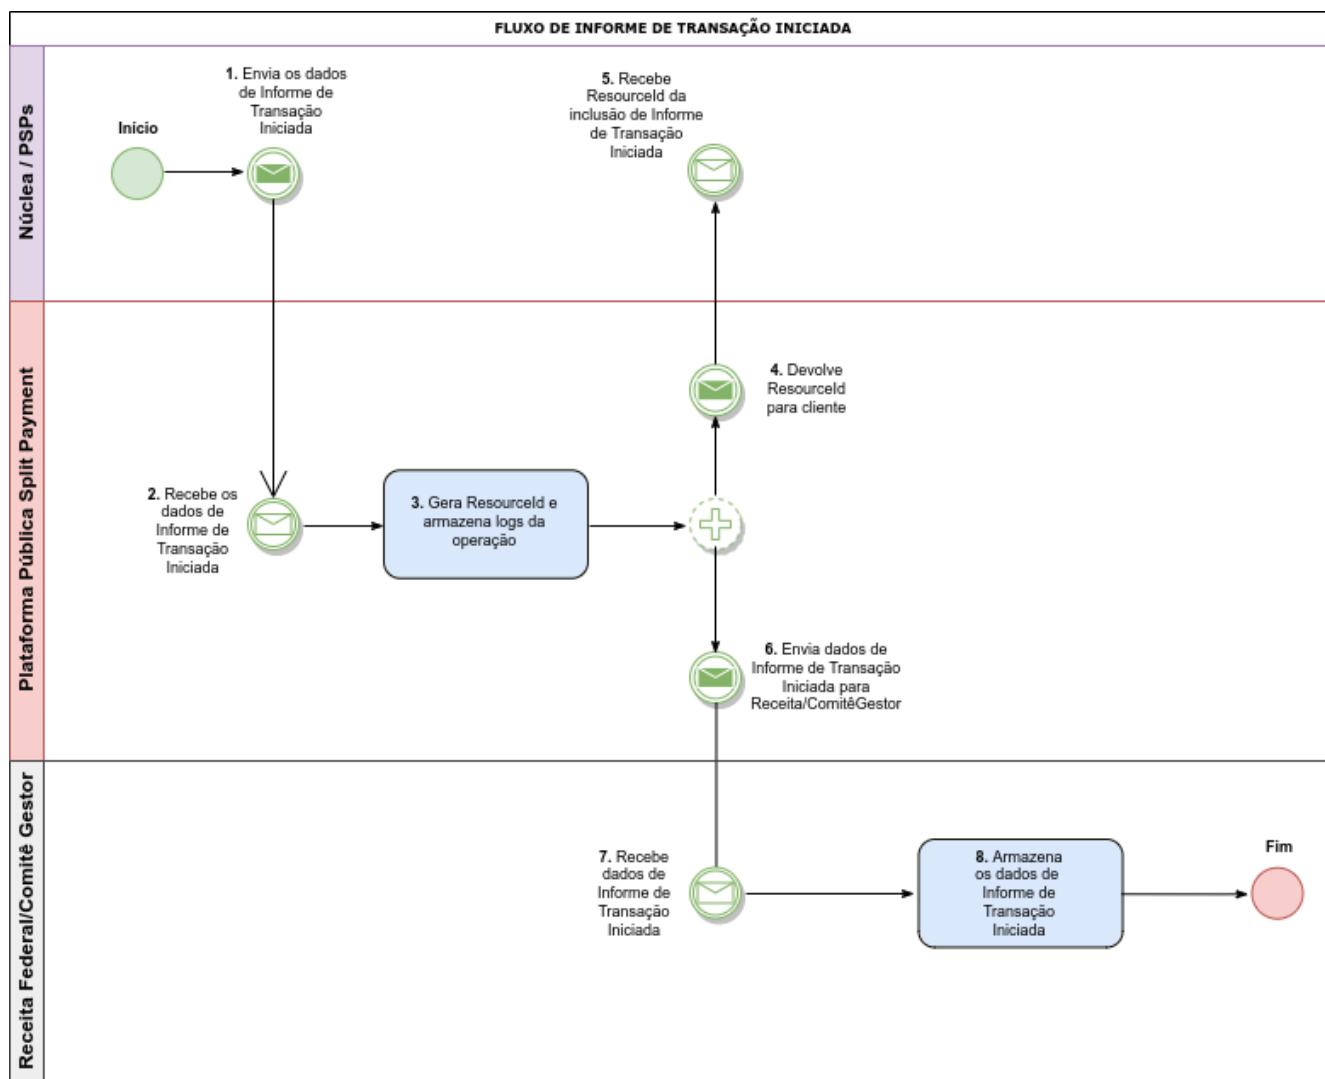 FLUXO DE INFORME DE TRANSAÇÃO INICIADA
Núclea / PSPs
Início
1. Envia os dados
de Informe de
Transação
Iniciada
5. Recebe
ResourceId da
inclusão de Informe
de Transação
Iniciada
Plataforma Pública Split Payment
4. Devolve
ResourceId
para cliente
2. Recebe os
dados de
Informe de
Transação
Iniciada
3. Gera ResourceId e
armazena logs da
operação
6. Envia dados de
Informe de Transação
Iniciada para
Receita/ComitêGestor
Receita Federal/Comitê Gestor
7. Recebe
dados de
Informe de
Transação
Iniciada
8. Armazena
os dados de
Informe de
Transação
Iniciada
Fim